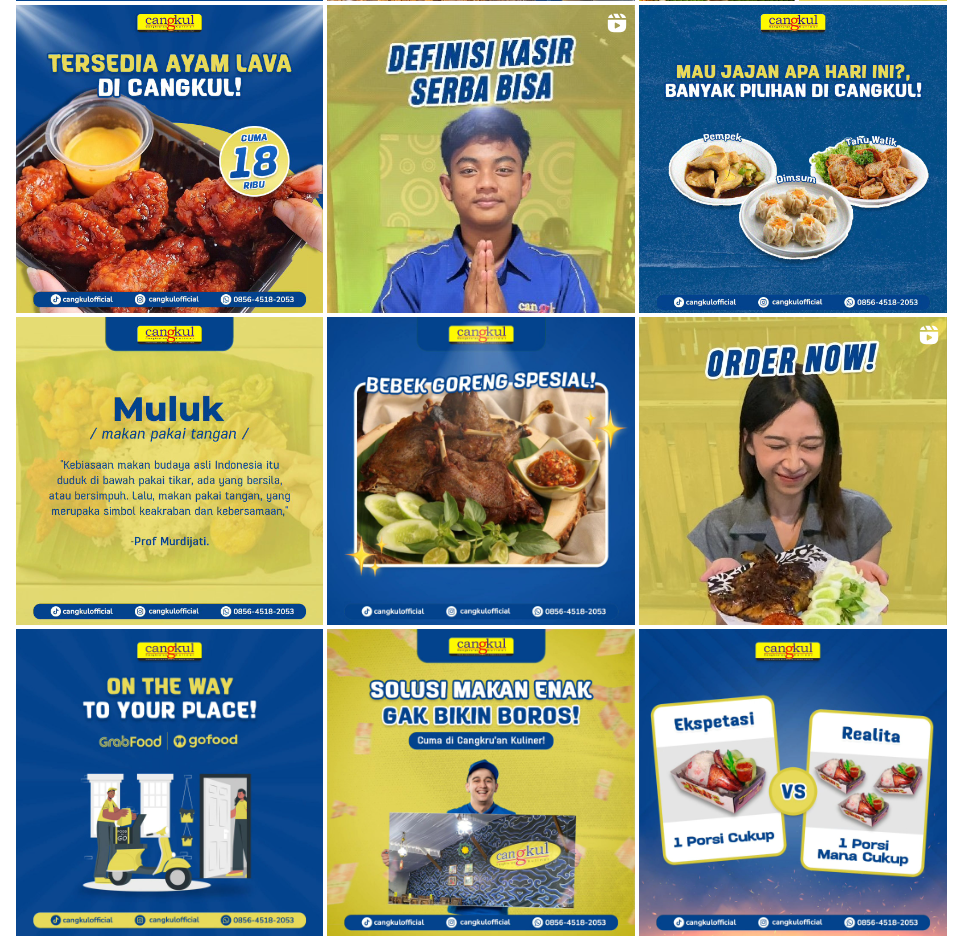 cangkul
TERSEDIA AYAM LAVA
DI CANGKUL!
CUMA
18
RIBU
cangkulofficial cangkulofficial 0856-4518-2053
DEFINISI KASIR
SERBA BISA
cangkul
MAU JAJAN APA HARI INI?,
BANYAK PILIHAN DI CANGKUL!
Pempek
Tahu Walik
Dimsum
cangkulofficial cangkulofficial 0856-4518-2053
cangkul
Muluk
/ makan pakai tangan /
"Kebiasaan makan budaya asli Indonesia itu
duduk di bawah pakai tikar, ada yang bersila,
atau bersimpuh. Lalu, makan pakai tangan, yang
merupaka simbol keakraban dan kebersamaan,"
-Prof Murdijati.
cangkulofficial cangkulofficial 0856-4518-2053
cangkul
BEBEK GORENG SPESIAL!
cangkulofficial cangkulofficial 0856-4518-2053
ORDER NOW!
cangkul
ON THE WAY
TO YOUR PLACE!
GrabFood | gofood
cangkulofficial cangkulofficial 0856-4518-2053
cangkul
SOLUSI MAKAN ENAK
GAK BIKIN BOROS!
Cuma di Cangkru'an Kuliner!
cangkul
cangkulofficial cangkulofficial 0856-4518-2053
cangkul
Ekspetasi
1 Porsi Cukup
VS
Realita
1 Porsi
Mana Cukup
cangkulofficial cangkulofficial 0856-4518-2053